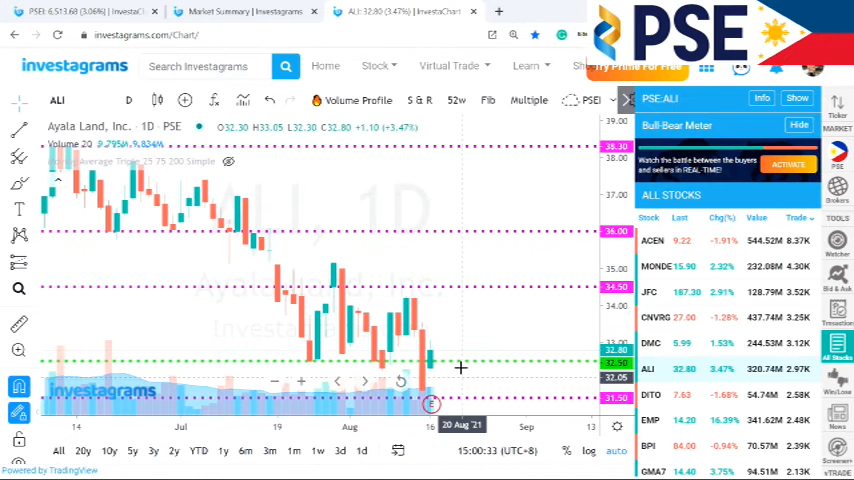 PSEI: 6,513.68 (3.06%) | InvestaCl
Market Summary | Investagrams
ALI: 32.80 (3.47%) | InvestaChart
investagrams.com/Chart/
PSE
investagrams
Search Investagrams
Home
Stock
Virtual Trade
Learn
Try Prime For Free
ALI
D
Volume Profile
S & R
52w
Fib
Multiple
PSEI
Ayala Land, Inc. · 1D · PSE
O32.30 H33.05 L32.30 C32.80 +1.10 (+3.47%)
Volume 20 9.795M 9.834M
Moving Average Triple 25 75 200 Simple
ALI, 1D
Ayala Land, Inc.
39.00
38.30
38.00
37.00
36.00
35.00
34.50
34.00
33.00
32.80
32.50
32.05
31.50
investagrams
E
14
Jul
19
Aug
16
20 Aug '21
Sep
13
All
20y
10y
5y
3y
2y
YTD
1y
6m
3m
1m
1w
3d
1d
15:00:33 (UTC+8)
%
log
auto
Powered by TradingView
PSE:ALI
Info
Show
Bull-Bear Meter
Hide
Watch the battle between the buyers
and sellers in REAL-TIME!
ACTIVATE
ALL STOCKS
Stock Last Chg(%) Value Trade
ACEN 9.22 -1.91% 544.52M 8.37K
MONDE 15.90 2.32% 232.08M 4.30K
JFC 187.30 2.91% 128.79M 3.52K
CNVRG 27.00 -1.28% 437.74M 3.25K
DMC 5.99 1.53% 244.53M 3.12K
ALI 32.80 3.47% 320.74M 2.97K
DITO 7.63 -1.68% 54.74M 2.58K
EMP 14.20 16.39% 341.62M 2.48K
BPI 84.00 -0.94% 70.57M 2.39K
GMA7 14.40 3.75% 94.51M 2.13K
Ticker
MARKET
PSE
Brokers
TOOLS
Watcher
Bid & Ask
Transaction
All Stocks
Win/Lose
News
Screener+
vTRADE